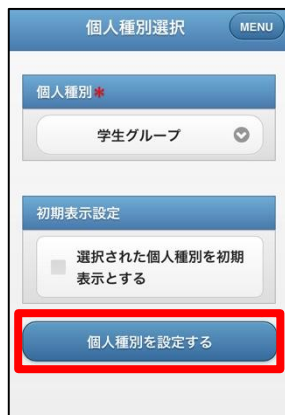 個人種別選択
MENU
個人種別*
学生グループ
初期表示設定
選択された個人種別を初期
表示とする
個人種別を設定する